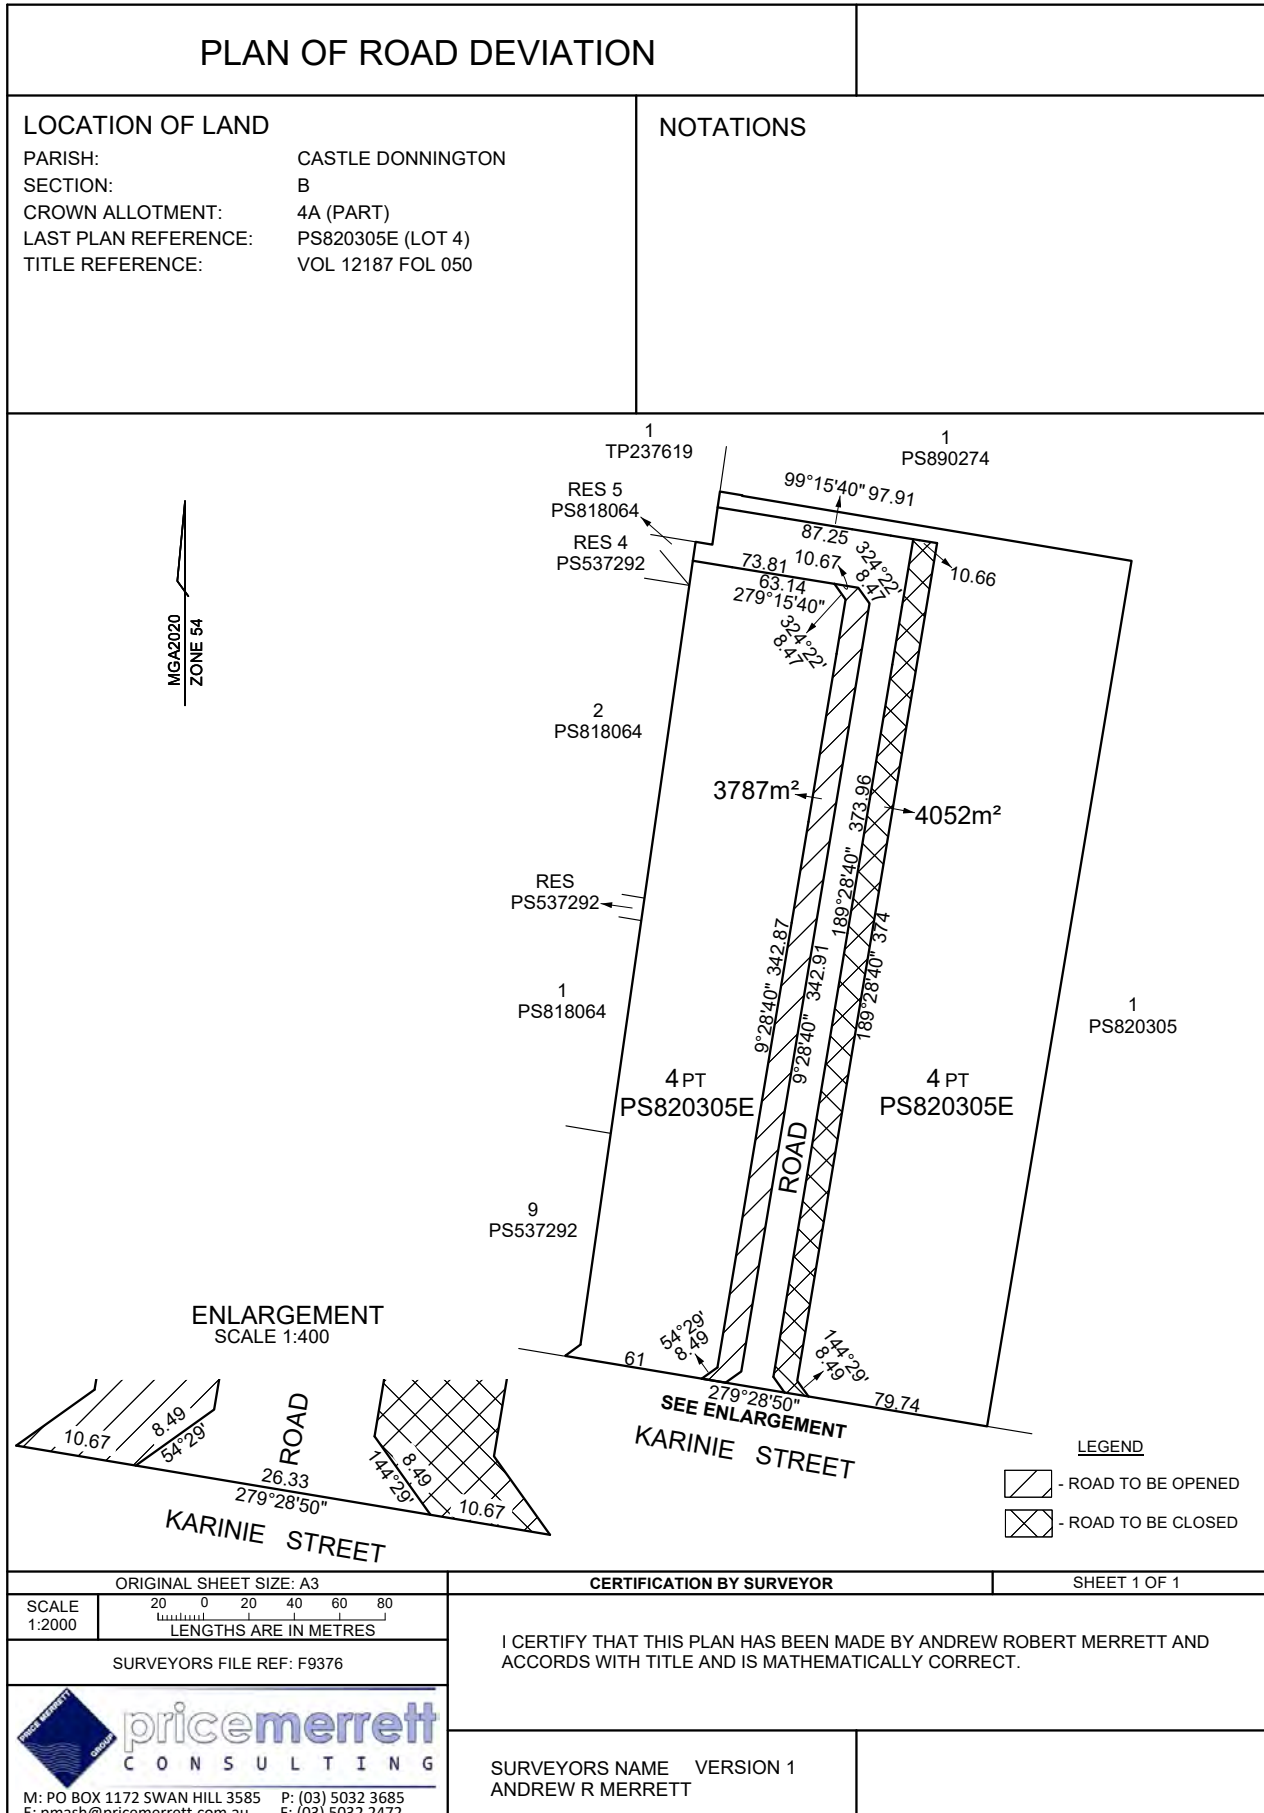 PLAN OF ROAD DEVIATION
LOCATION OF LAND
PARISH: CASTLE DONNINGTON
SECTION: B
CROWN ALLOTMENT: 4A (PART)
LAST PLAN REFERENCE: PS820305E (LOT 4)
TITLE REFERENCE: VOL 12187 FOL 050
NOTATIONS
MGA2020
ZONE 54
1
TP237619
1
PS890274
RES 5
PS818064
RES 4
PS537292
99°15'40" 97.91
87.25
324°22'
8.47
10.66
73.81
10.67
63.14
279°15'40"
324°22'
8.47
2
PS818064
3787m²
4052m²
189°28'40" 373.96
RES
PS537292
9°28'40" 342.87
9°28'40" 342.91
189°28'40" 374
1
PS818064
1
PS820305
4 PT
PS820305E
4 PT
PS820305E
ROAD
9
PS537292
61
54°29'
8.49
144°29'
8.49
279°28'50"
79.74
SEE ENLARGEMENT
KARINIE STREET
ENLARGEMENT
SCALE 1:400
10.67
8.49
54°29'
ROAD
26.33
279°28'50"
8.49
144°29'
10.67
KARINIE STREET
LEGEND
- ROAD TO BE OPENED
- ROAD TO BE CLOSED
ORIGINAL SHEET SIZE: A3
SCALE
1:2000
20 0 20 40 60 80
LENGTHS ARE IN METRES
SURVEYORS FILE REF: F9376
CERTIFICATION BY SURVEYOR
SHEET 1 OF 1
I CERTIFY THAT THIS PLAN HAS BEEN MADE BY ANDREW ROBERT MERRETT AND
ACCORDS WITH TITLE AND IS MATHEMATICALLY CORRECT.
PRICE MERRETT
GROUP
pricemerrett
CONSULTING
M: PO BOX 1172 SWAN HILL 3585 P: (03) 5032 3685
E: pmash@pricemerrett.com.au F: (03) 5032 2472
SURVEYORS NAME VERSION 1
ANDREW R MERRETT